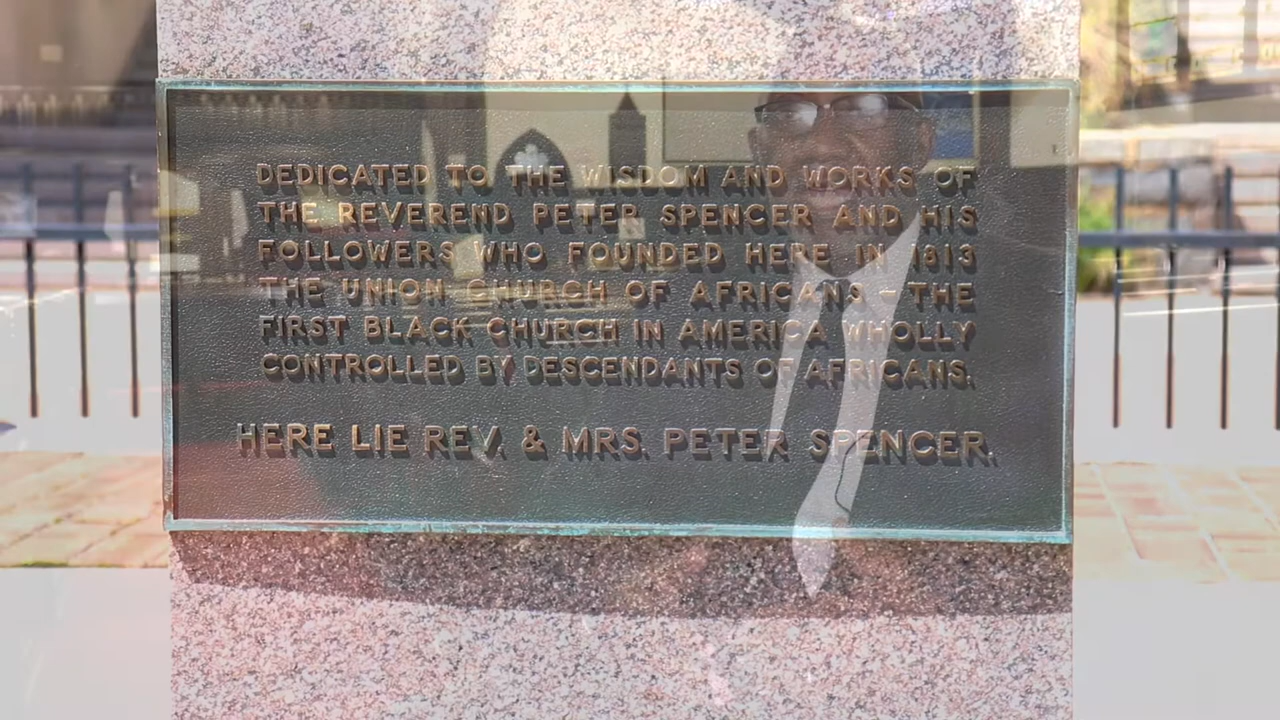 DEDICATED TO THE WISDOM AND WORKS OF
THE REVEREND PETER SPENCER AND HIS
FOLLOWERS WHO FOUNDED HERE IN 1813
THE UNION CHURCH OF AFRICANS – THE
FIRST BLACK CHURCH IN AMERICA WHOLLY
CONTROLLED BY DESCENDANTS OF AFRICANS.
HERE LIE REV. & MRS. PETER SPENCER.